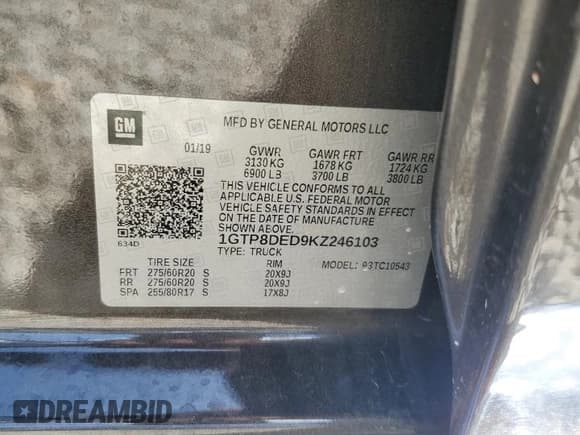 GM
MFD BY GENERAL MOTORS LLC
01/19 GVWR GAWR FRT GAWR RR
3130 KG 1678 KG 1724 KG
6900 LB 3700 LB 3800 LB
THIS VEHICLE CONFORMS TO ALL
APPLICABLE U.S. FEDERAL MOTOR
VEHICLE SAFETY STANDARDS IN EFFECT
ON THE DATE OF MANUFACTURE
SHOWN ABOVE.
634D
1GTP8DED9KZ246103
TYPE: TRUCK
TIRE SIZE RIM MODEL: 93TC10543
FRT 275/60R20 S 20X9J
RR 275/60R20 S 20X9J
SPA 255/80R17 S 17X8J
DREAMBID